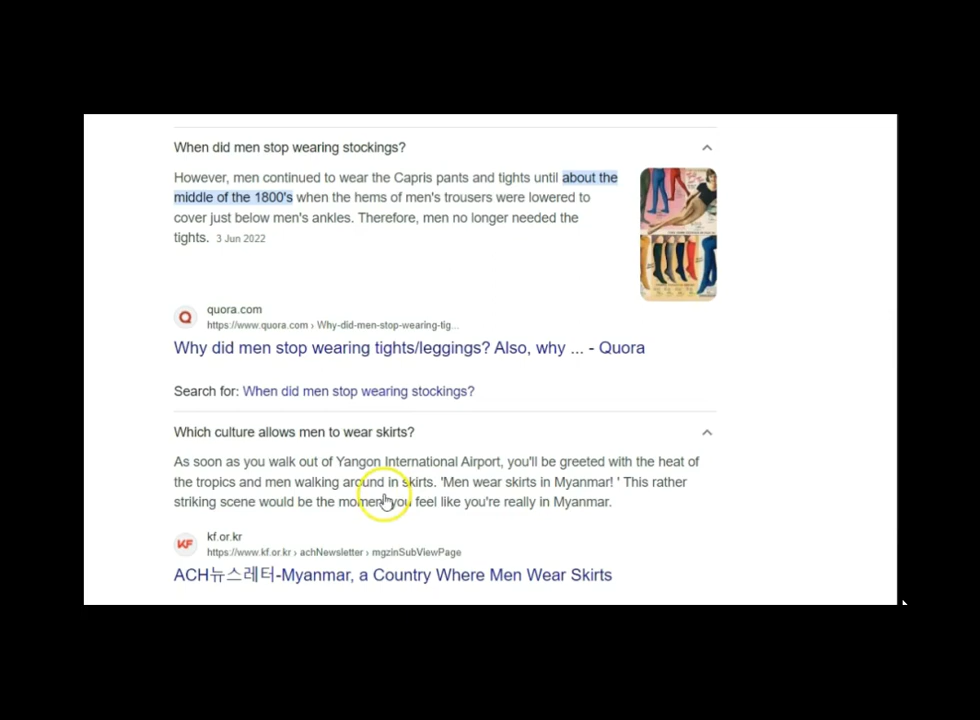 When did men stop wearing stockings?
However, men continued to wear the Capris pants and tights until about the
middle of the 1800's when the hems of men's trousers were lowered to
cover just below men's ankles. Therefore, men no longer needed the
tights. 3 Jun 2022
quora.com
https://www.quora.com › Why-did-men-stop-wearing-tig...
Why did men stop wearing tights/leggings? Also, why ... - Quora
Search for: When did men stop wearing stockings?
Which culture allows men to wear skirts?
As soon as you walk out of Yangon International Airport, you'll be greeted with the heat of
the tropics and men walking around in skirts. 'Men wear skirts in Myanmar! ' This rather
striking scene would be the moment you feel like you're really in Myanmar.
KF
kf.or.kr
https://www.kf.or.kr › achNewsletter › mgzinSubViewPage
ACH뉴스레터-Myanmar, a Country Where Men Wear Skirts